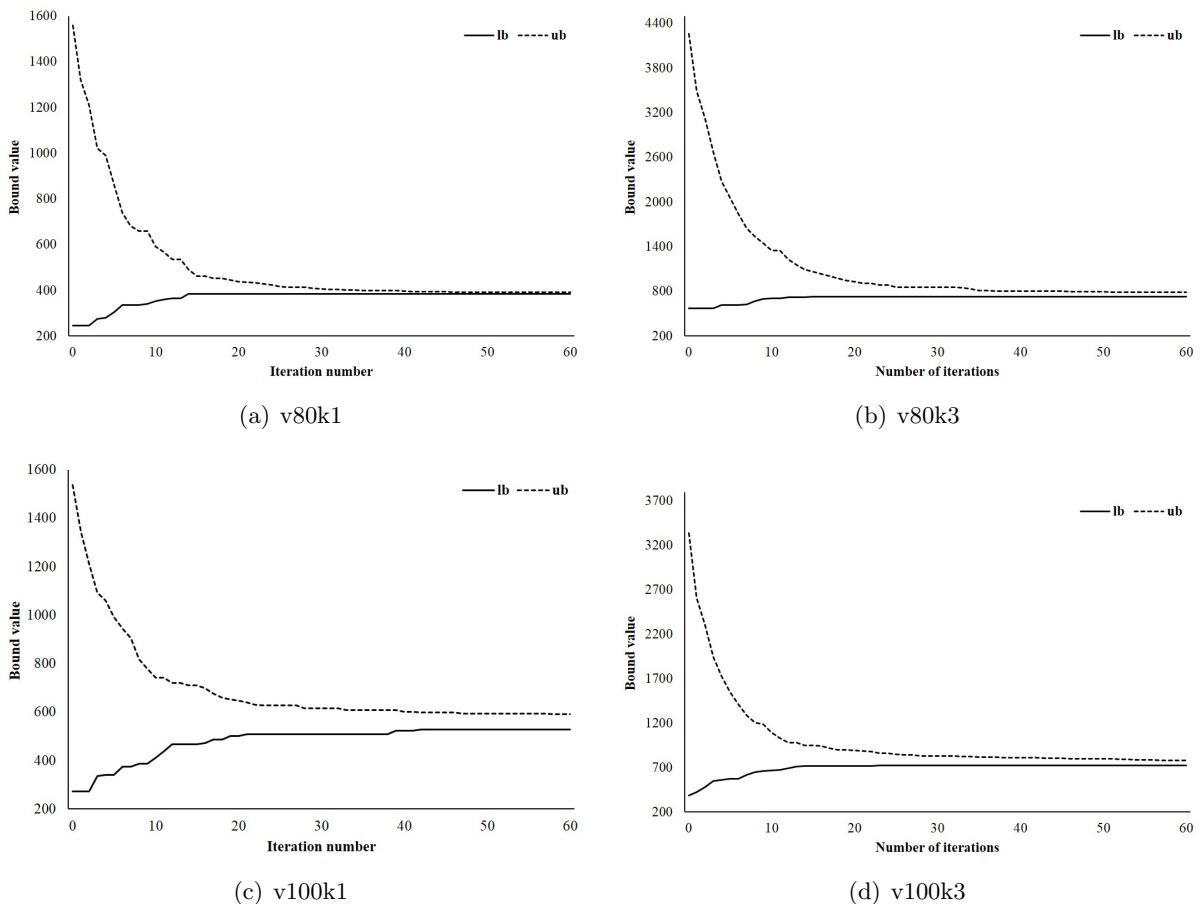 1600
1400
1200
1000
800
600
400
200
Bound value
lb ub
0 10 20 30 40 50 60
Iteration number
(a) v80k1
4400
3800
3200
2600
2000
1400
800
200
Bound value
lb ub
0 10 20 30 40 50 60
Number of iterations
(b) v80k3
1600
1400
1200
1000
800
600
400
200
Bound value
lb ub
0 10 20 30 40 50 60
Iteration number
(c) v100k1
3700
3200
2700
2200
1700
1200
700
200
Bound value
lb ub
0 10 20 30 40 50 60
Number of iterations
(d) v100k3